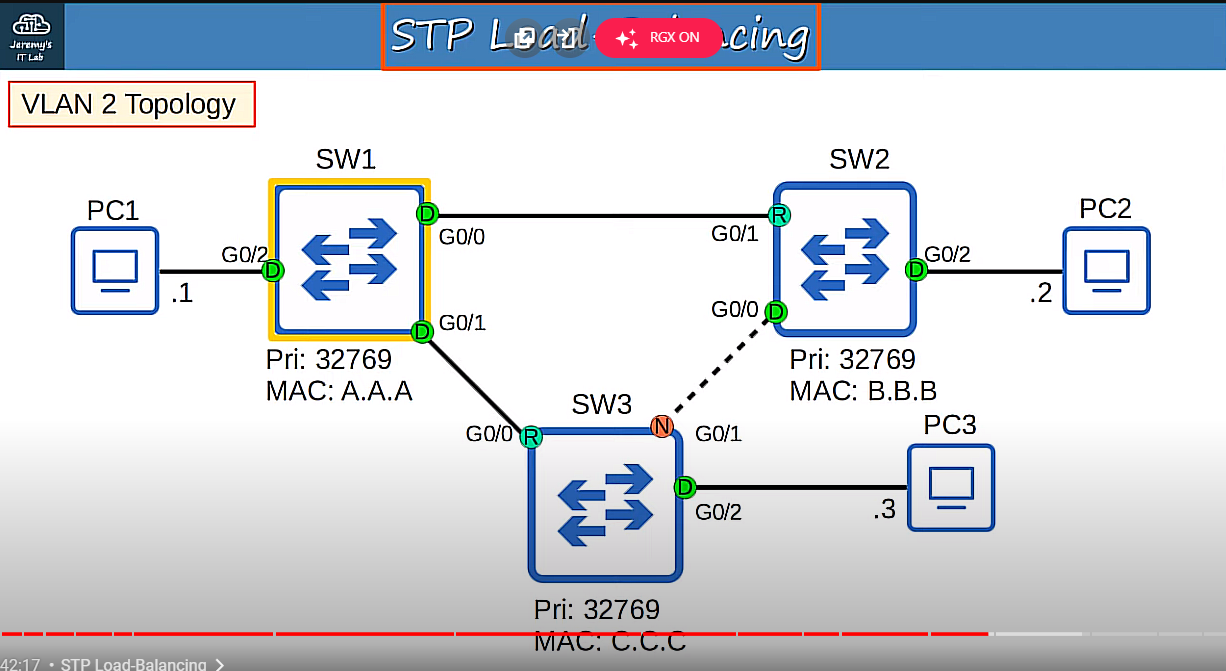 Jeremy's
IT Lab
STP Load-Balancing
RGX ON
VLAN 2 Topology
SW1
SW2
PC1
PC2
G0/2
D
D
G0/0
R
G0/1
D
G0/2
.1
.2
D
G0/1
G0/0
D
Pri: 32769
MAC: A.A.A
Pri: 32769
MAC: B.B.B
SW3
PC3
G0/0
R
N
G0/1
D
G0/2
.3
Pri: 32769
MAC: C.C.C
42:17 • STP Load-Balancing